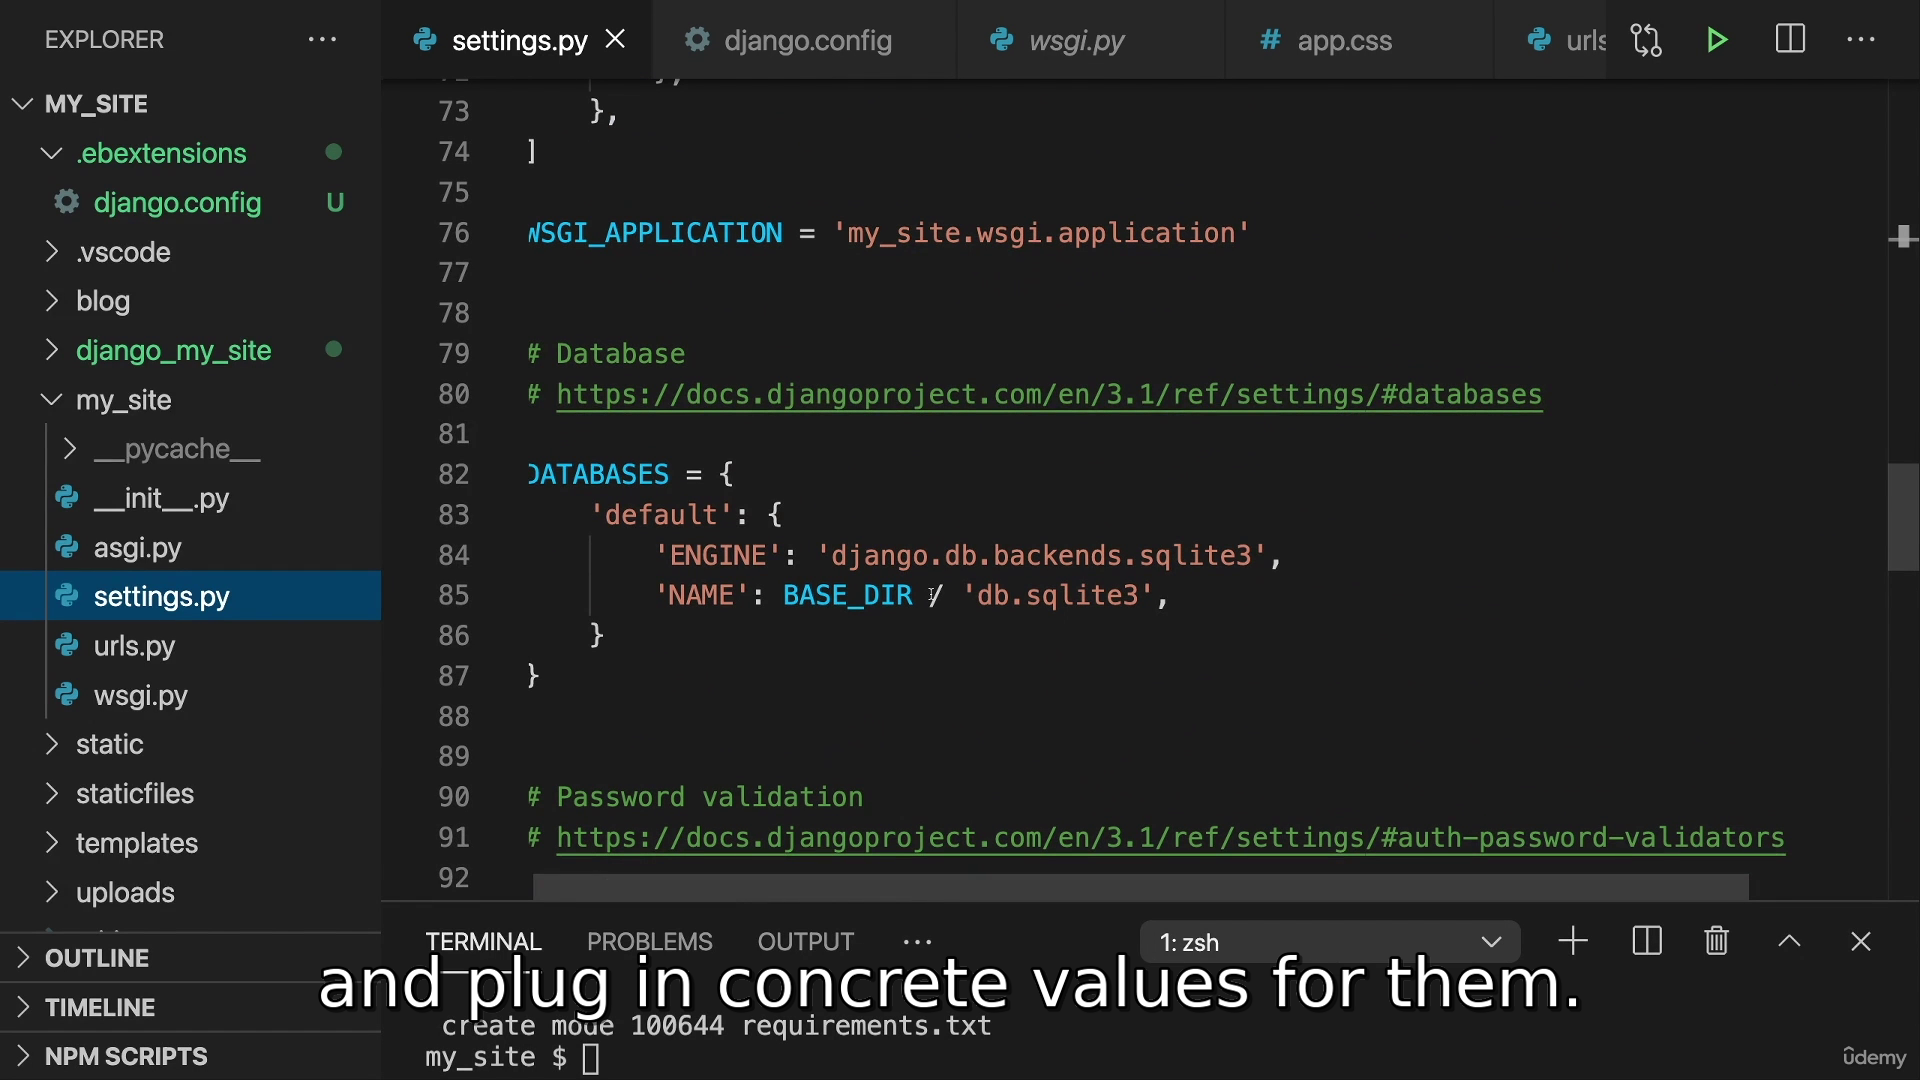 EXPLORER
settings.py
django.config
wsgi.py
app.css
urls
MY_SITE
.ebextensions
django.config U
.vscode
blog
django_my_site
my_site
__pycache__
__init__.py
asgi.py
settings.py
urls.py
wsgi.py
static
staticfiles
templates
uploads
OUTLINE
TIMELINE
NPM SCRIPTS
73 },
74 ]
75
76 WSGI_APPLICATION = 'my_site.wsgi.application'
77
78
79 # Database
80 # https://docs.djangoproject.com/en/3.1/ref/settings/#databases
81
82 DATABASES = {
83 'default': {
84 'ENGINE': 'django.db.backends.sqlite3',
85 'NAME': BASE_DIR / 'db.sqlite3',
86 }
87 }
88
89
90 # Password validation
91 # https://docs.djangoproject.com/en/3.1/ref/settings/#auth-password-validators
92
TERMINAL PROBLEMS OUTPUT ··· 1: zsh
and plug in concrete values for them.
create mode 100644 requirements.txt
my_site $
ûdemy